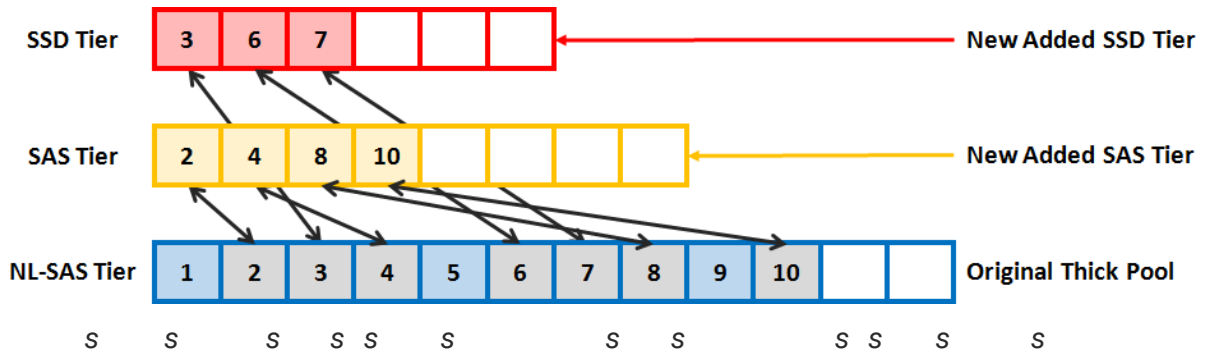 SSD Tier 3 6 7 New Added SSD Tier
SAS Tier 2 4 8 10 New Added SAS Tier
NL-SAS Tier 1 2 3 4 5 6 7 8 9 10 Original Thick Pool
s s s s s s s s s s s s